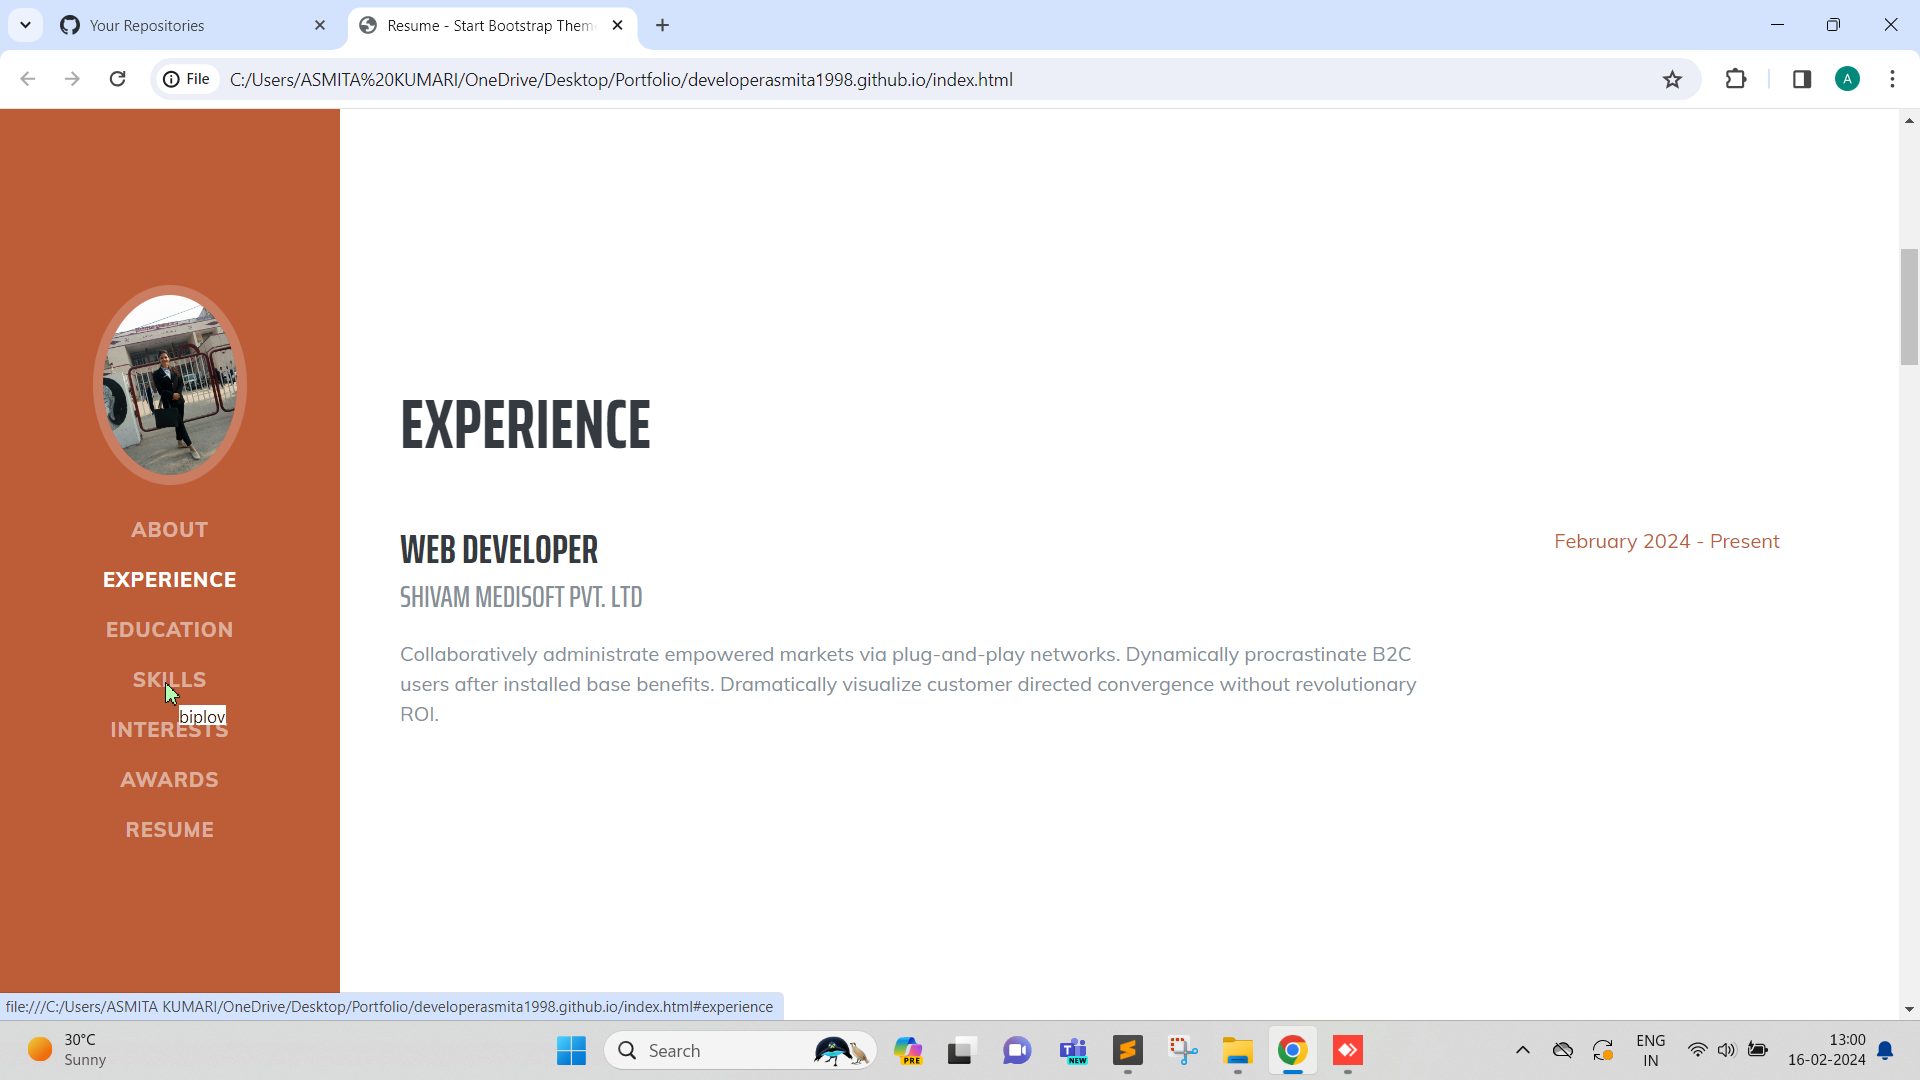 Your Repositories
Resume - Start Bootstrap Them
File
C:/Users/ASMITA%20KUMARI/OneDrive/Desktop/Portfolio/developerasmita1998.github.io/index.html
A
ABOUT
EXPERIENCE
EDUCATION
SKILLS
biplov
INTERESTS
AWARDS
RESUME
EXPERIENCE
WEB DEVELOPER
February 2024 - Present
SHIVAM MEDISOFT PVT. LTD
Collaboratively administrate empowered markets via plug-and-play networks. Dynamically procrastinate B2C
users after installed base benefits. Dramatically visualize customer directed convergence without revolutionary
ROI.
file:///C:/Users/ASMITA KUMARI/OneDrive/Desktop/Portfolio/developerasmita1998.github.io/index.html#experience
30°C
Sunny
Search
PRE
NEW
ENG
IN
13:00
16-02-2024